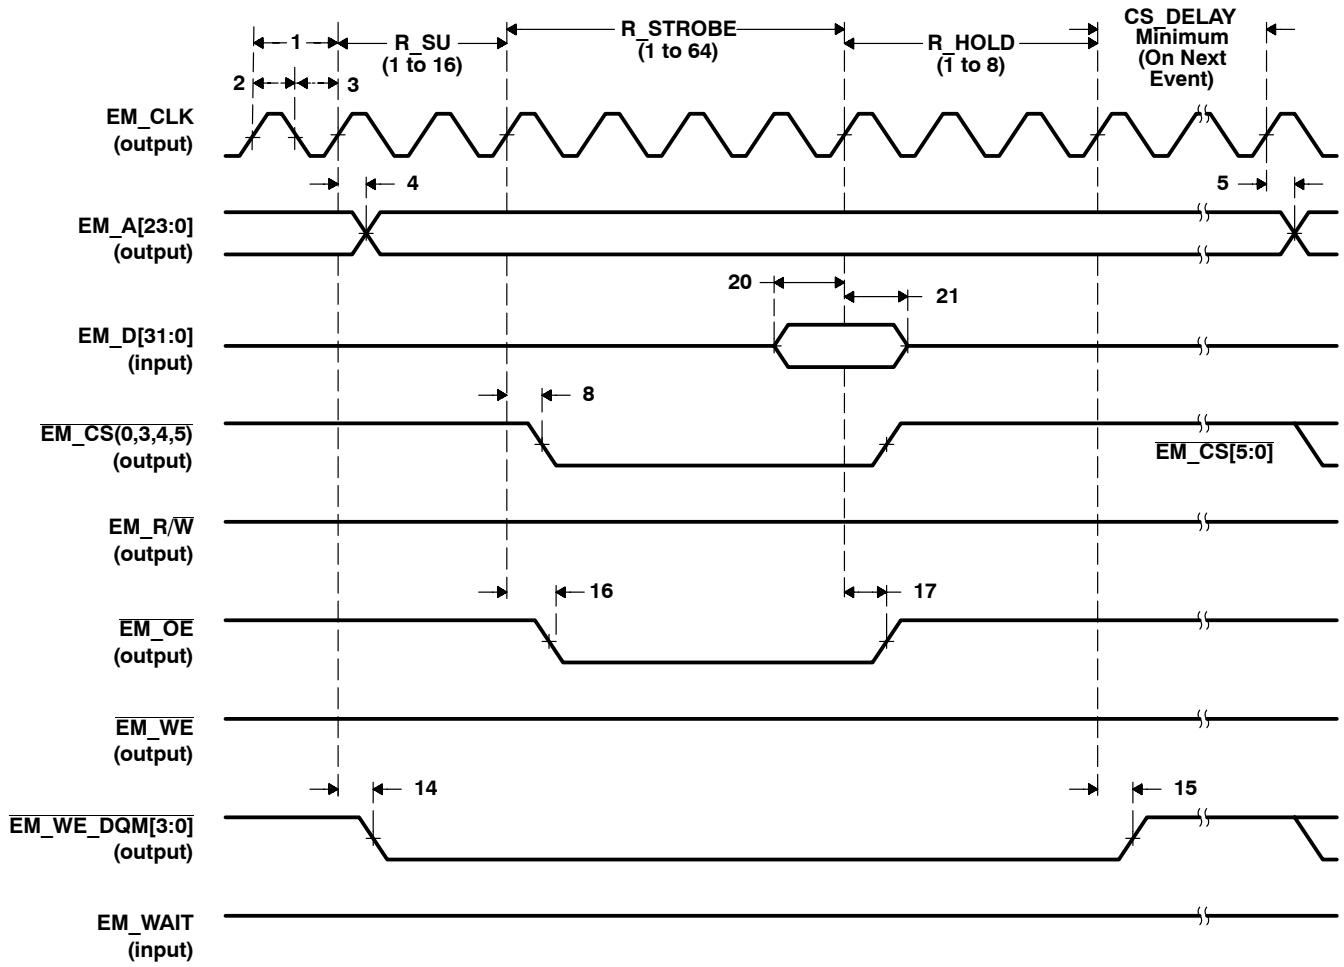 1
R_SU
(1 to 16)
R_STROBE
(1 to 64)
R_HOLD
(1 to 8)
CS_DELAY
Minimum
(On Next
Event)
2
3
EM_CLK
(output)
4
5
EM_A[23:0]
(output)
20
21
EM_D[31:0]
(input)
8
EM_CS(0,3,4,5)
(output)
EM_CS[5:0]
EM_R/W
(output)
16
17
EM_OE
(output)
EM_WE
(output)
14
15
EM_WE_DQM[3:0]
(output)
EM_WAIT
(input)